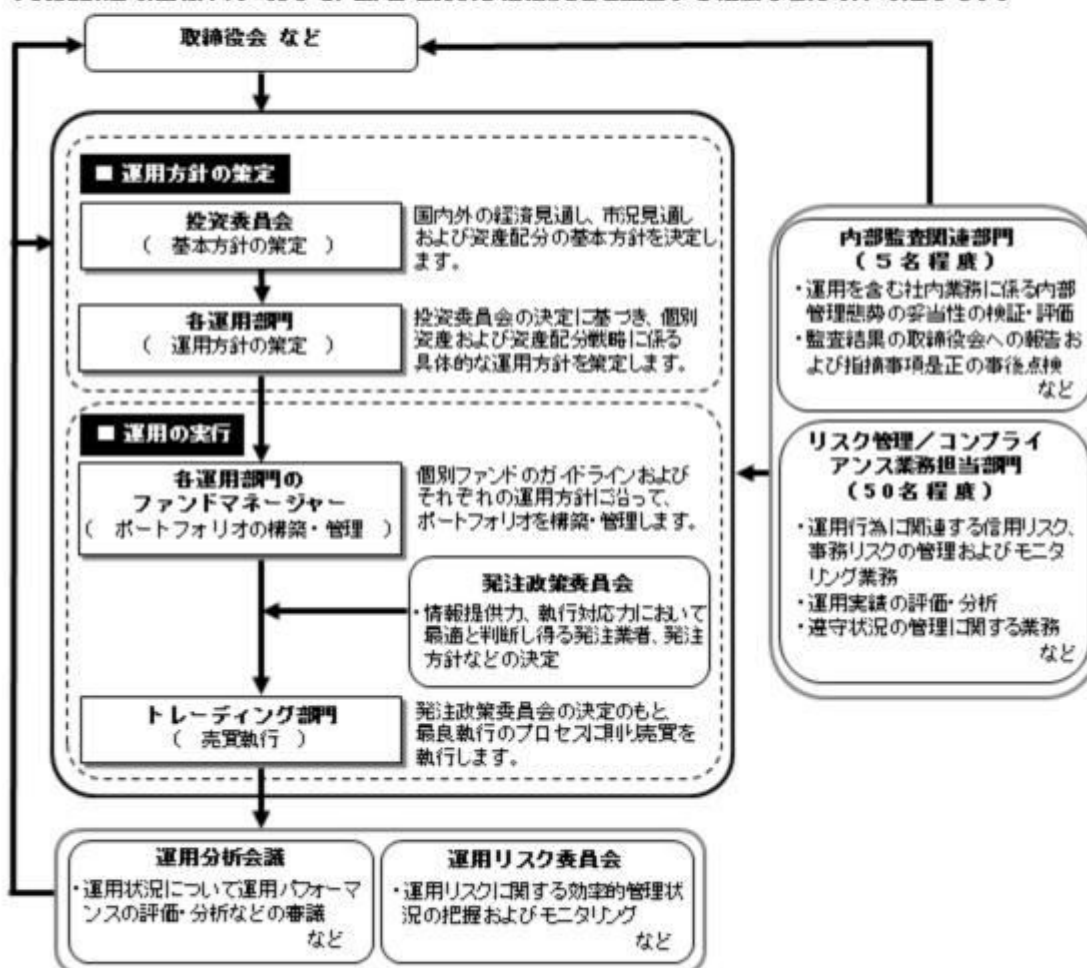 取締役会 など
■ 運用方針の策定
投資委員会
( 基本方針の策定 )
国内外の経済見通し、市況見通し
および資産配分の基本方針を決定し
ます。
各運用部門
( 運用方針の策定 )
投資委員会の決定に基づき、個別
資産および資産配分戦略に係る
具体的な運用方針を策定します。
■ 運用の実行
各運用部門の
ファンドマネージャー
( ポートフォリオの構築・管理 )
個別ファンドのガイドラインおよび
それぞれの運用方針に沿って、
ポートフォリオを構築・管理します。
発注政策委員会
・情報提供力、執行対応力において
最適と判断し得る発注業者、発注
方針などの決定
トレーディング部門
( 売買執行 )
発注政策委員会の決定のもと、
最良執行のプロセスに則り売買を
執行します。
運用分析会議
・運用状況について運用パフォーマ
ンスの評価・分析などの審議
など
運用リスク委員会
・運用リスクに関する効率的管理状
況の把握およびモニタリング
など
内部監査関連部門
(5名程度)
・運用を含む社内業務に係る内部
管理態勢の妥当性の検証・評価
・監査結果の取締役会への報告お
よび指摘事項是正の事後点検
など
リスク管理/コンプライ
アンス業務担当部門
(50名程度)
・運用行為に関連する信用リスク、
事務リスクの管理およびモニタ
リング業務
・運用実績の評価・分析
・遵守状況の管理に関する業務
など